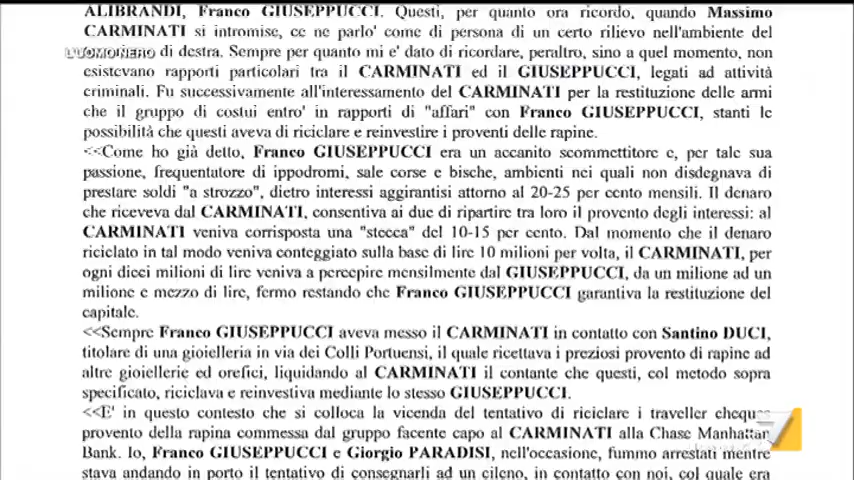 ALIBRANDI, Franco GIUSEPPUCCI. Questi, per quanto ora ricordo, quando Massimo
CARMINATI si intromise, ce ne parlo' come di persona di un certo rilievo nell'ambiente del
L'UOMO NERO di destra. Sempre per quanto mi e' dato di ricordare, peraltro, sino a quel momento, non
esistevano rapporti particolari tra il CARMINATI ed il GIUSEPPUCCI, legati ad attività
criminali. Fu successivamente all'interessamento del CARMINATI per la restituzione delle armi
che il gruppo di costui entro' in rapporti di "affari" con Franco GIUSEPPUCCI, stanti le
possibilità che questi aveva di riciclare e reinvestire i proventi delle rapine.
<<Come ho già detto, Franco GIUSEPPUCCI era un accanito scommettitore e, per tale sua
passione, frequentatore di ippodromi, sale corse e bische, ambienti nei quali non disdegnava di
prestare soldi "a strozzo", dietro interessi aggirantisi attorno al 20-25 per cento mensili. Il denaro
che riceveva dal CARMINATI, consentiva ai due di ripartire tra loro il provento degli interessi: al
CARMINATI veniva corrisposta una "stecca" del 10-15 per cento. Dal momento che il denaro
riciclato in tal modo veniva conteggiato sulla base di lire 10 milioni per volta, il CARMINATI, per
ogni dieci milioni di lire veniva a percepire mensilmente dal GIUSEPPUCCI, da un milione ad un
milione e mezzo di lire, fermo restando che Franco GIUSEPPUCCI garantiva la restituzione del
capitale.
<<Sempre Franco GIUSEPPUCCI aveva messo il CARMINATI in contatto con Santino DUCI,
titolare di una gioielleria in via dei Colli Portuensi, il quale ricettava i preziosi provento di rapine ad
altre gioiellerie ed orefici, liquidando al CARMINATI il contante che questi, col metodo sopra
specificato, riciclava e reinvestiva mediante lo stesso GIUSEPPUCCI.
<<E' in questo contesto che si colloca la vicenda del tentativo di riciclare i traveller cheques
provento della rapina commessa dal gruppo facente capo al CARMINATI alla Chase Manhattan
Bank. Io, Franco GIUSEPPUCCI e Giorgio PARADISI, nell'occasione, fummo arrestati mentre
stava andando in porto il tentativo di consegnarli ad un cileno, in contatto con noi, col quale era